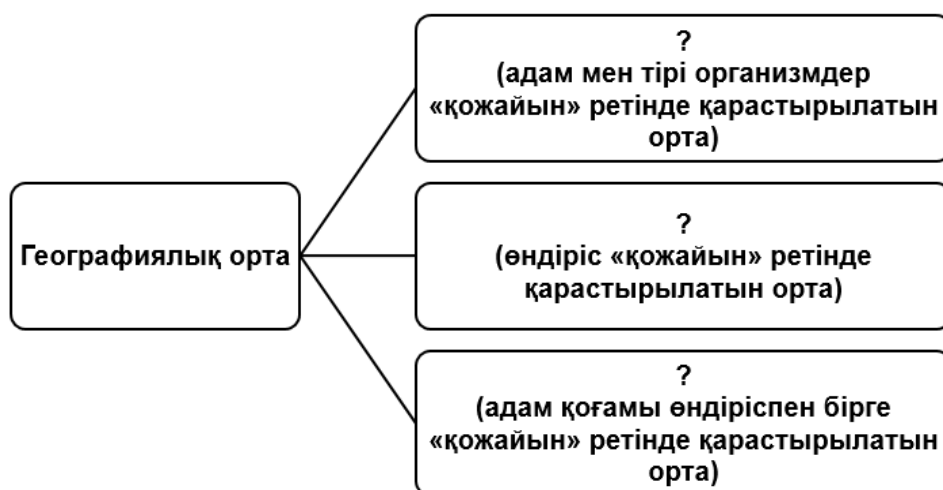 ?
(адам мен тірі организмдер
«қожайын» ретінде қарастырылатын
орта)
Географиялық орта
?
(өндіріс «қожайын» ретінде
қарастырылатын орта)
?
(адам қоғамы өндіріспен бірге
«қожайын» ретінде қарастырылатын
орта)